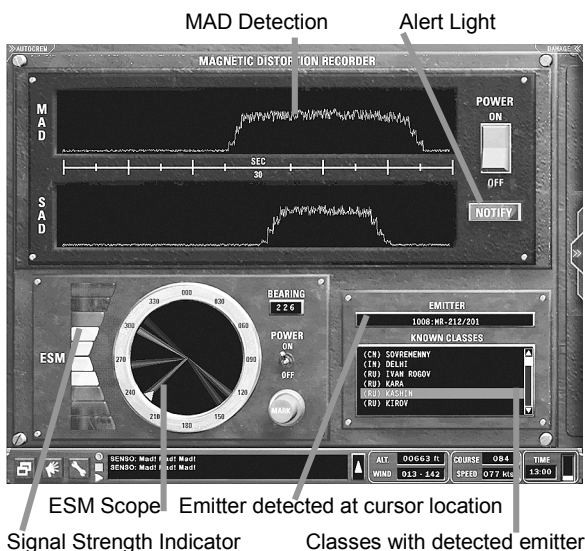 MAD Detection
Alert Light
AUTOCREW
DAMAGE
MAGNETIC DISTORTION RECORDER
MAD
POWER
ON
OFF
SEC
30
SAD
NOTIFY
ESM
000
030
060
090
120
150
180
210
240
270
300
330
BEARING
226
POWER
ON
OFF
MARK
EMITTER
1008:MR-212/201
KNOWN CLASSES
(CN) SOVREMENNY
(IN) DELHI
(RU) IVAN ROGOV
(RU) KARA
(RU) KASHIN
(RU) KIROV
SENSO: Mad! Mad! Mad!
SENSO: Mad! Mad! Mad!
ALT. 00663 ft
WIND 013 - 142
COURSE 084
SPEED 077 kts
TIME
13:00
ESM Scope
Emitter detected at cursor location
Signal Strength Indicator
Classes with detected emitter